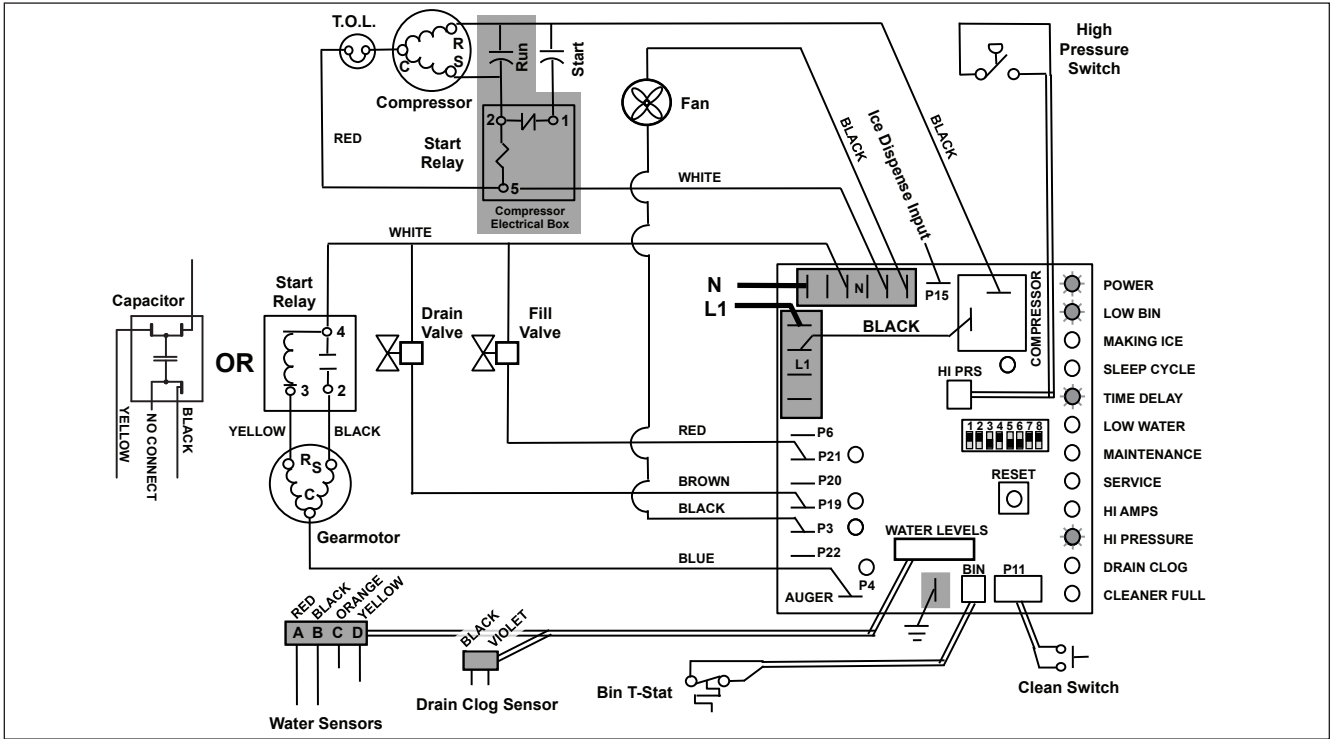 T.O.L.
R
S
C
Compressor
Run
Start
2
1
5
Start
Relay
Compressor
Electrical Box
RED
WHITE
Fan
BLACK
Ice Dispense Input
BLACK
High
Pressure
Switch
WHITE
Capacitor
YELLOW
NO CONNECT
BLACK
OR
Start
Relay
4
3
2
YELLOW
BLACK
R
S
C
Gearmotor
Drain
Valve
Fill
Valve
N
L1
N
P15
BLACK
L1
COMPRESSOR
HI PRS
1 2 3 4 5 6 7 8
RESET
RED
P6
P21
P20
BROWN
P19
BLACK
P3
P22
BLUE
P4
AUGER
WATER LEVELS
BIN
P11
POWER
LOW BIN
MAKING ICE
SLEEP CYCLE
TIME DELAY
LOW WATER
MAINTENANCE
SERVICE
HI AMPS
HI PRESSURE
DRAIN CLOG
CLEANER FULL
RED
BLACK
ORANGE
YELLOW
A B C D
Water Sensors
BLACK
VIOLET
Drain Clog Sensor
Bin T-Stat
Clean Switch